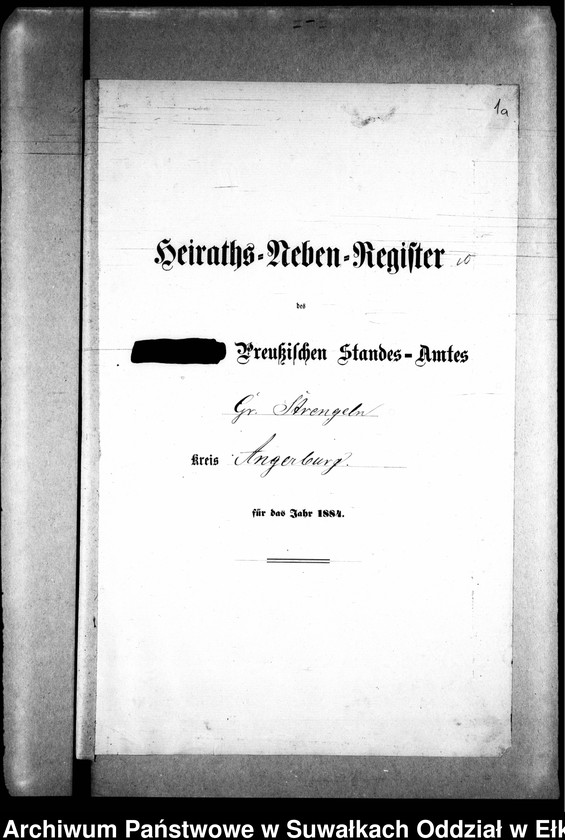 1a
Heiraths-Neben-Register
des
Preußischen Standes-Amtes
Gr. Strengeln
Kreis Angerburg.
für das Jahr 1884.
Archiwum Państwowe w Suwałkach Oddział w Ełk